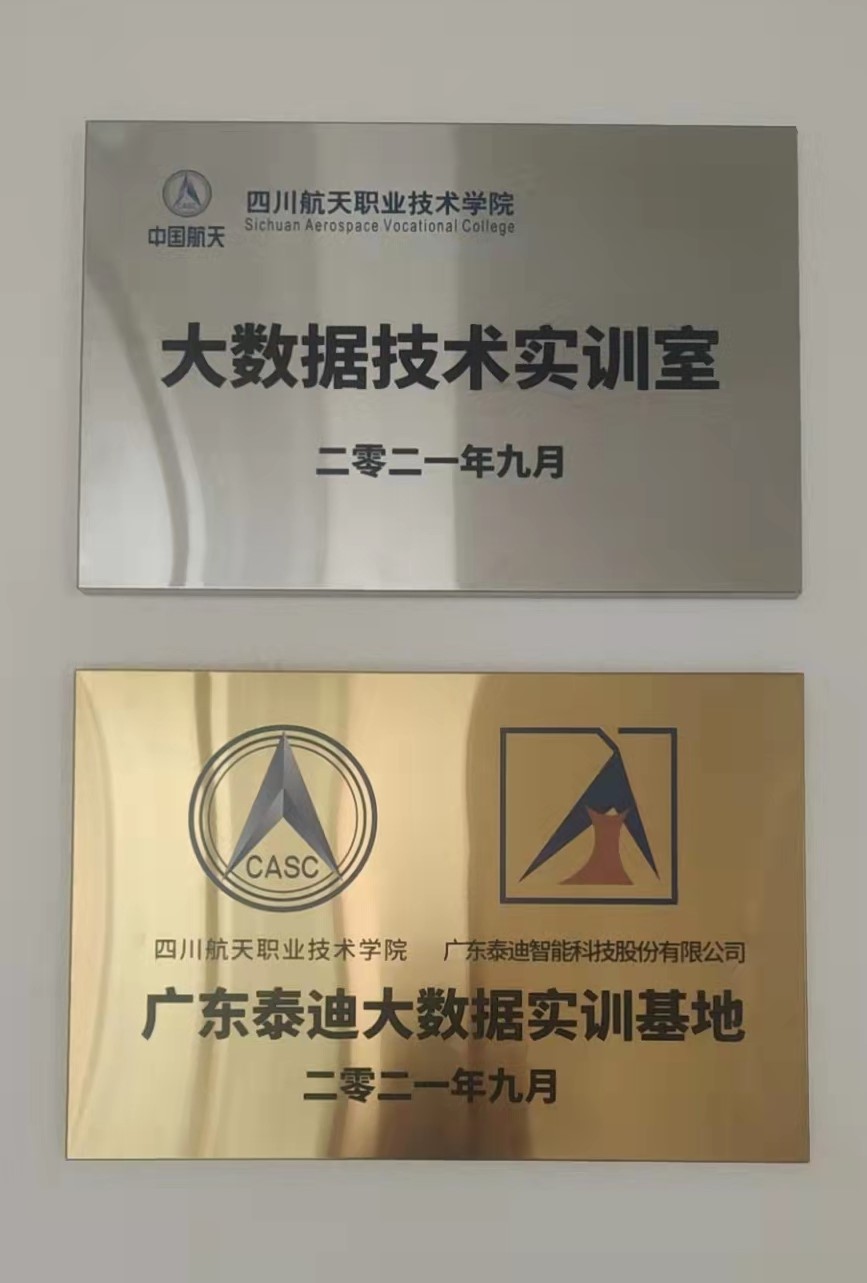 中国航天
四川航天职业技术学院
Sichuan Aerospace Vocational College
大数据技术实训室
二零二一年九月
CASC
四川航天职业技术学院 广东泰迪智能科技股份有限公司
广东泰迪大数据实训基地
二零二一年九月